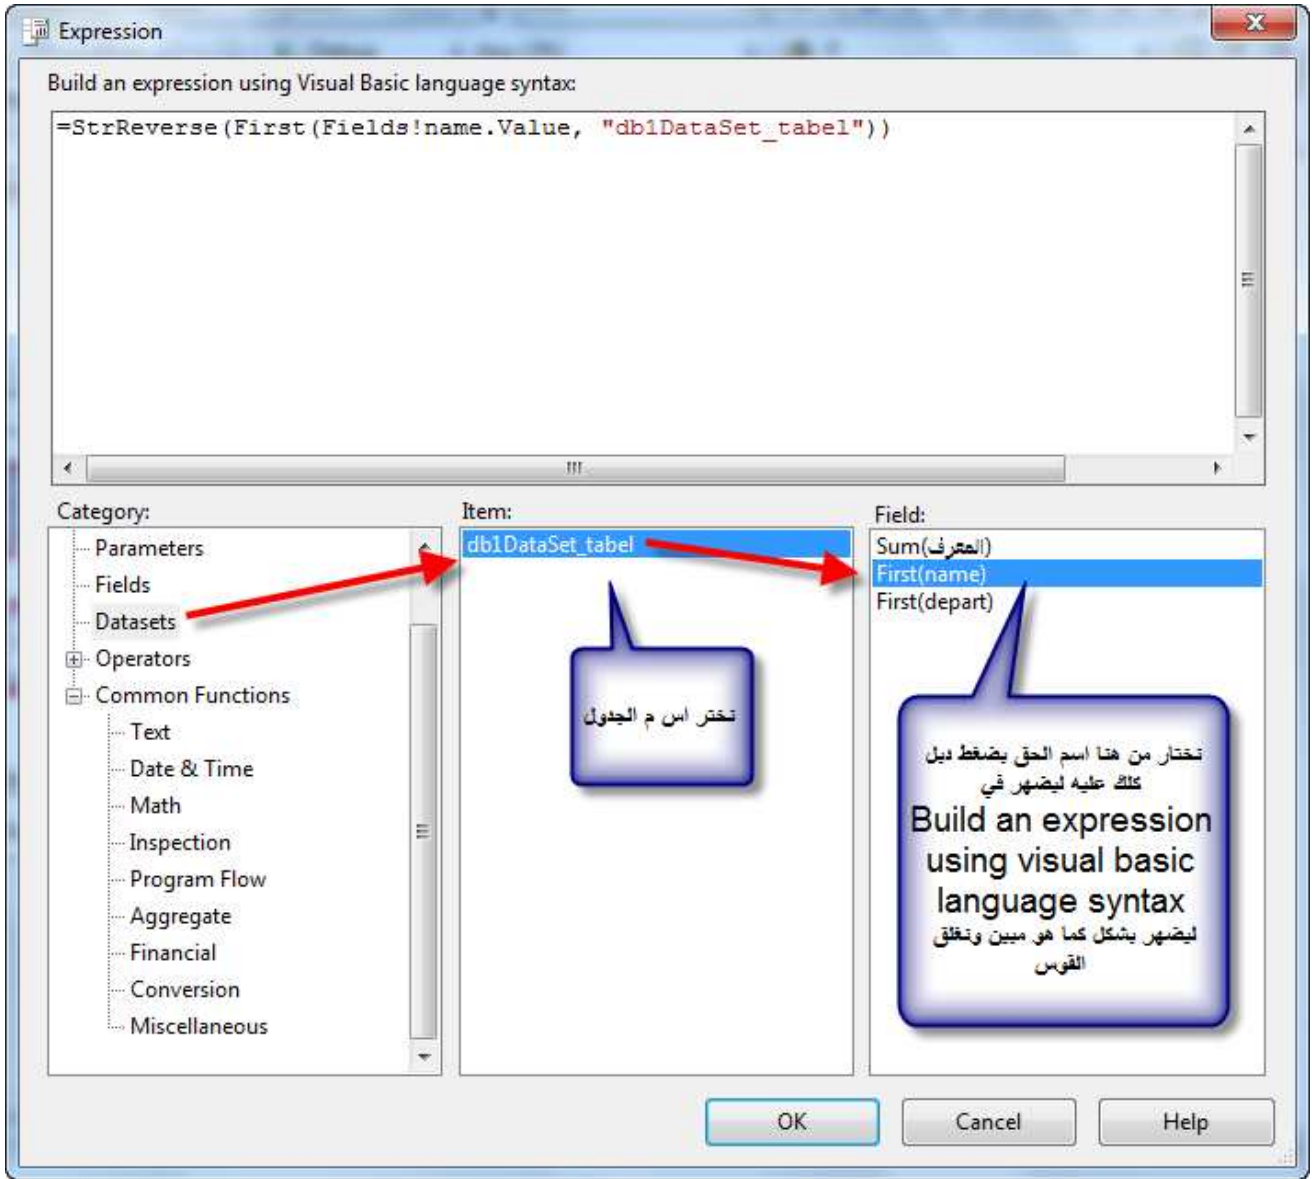 Expression
Build an expression using Visual Basic language syntax:
=StrReverse(First(Fields!name.Value, "db1DataSet_tabel"))
Category:
Parameters
Fields
Datasets
Operators
Common Functions
Text
Date & Time
Math
Inspection
Program Flow
Aggregate
Financial
Conversion
Miscellaneous
Item:
db1DataSet_tabel
نختر اس م الجدول
Field:
Sum(المعترف)
First(name)
First(depart)
نختار من هنا اسم الحق بضغط دبل
كلك عليه ليضهر في
Build an expression
using visual basic
language syntax
ليضهر بشكل كما هو مبين ونغلق
القوس
OK
Cancel
Help